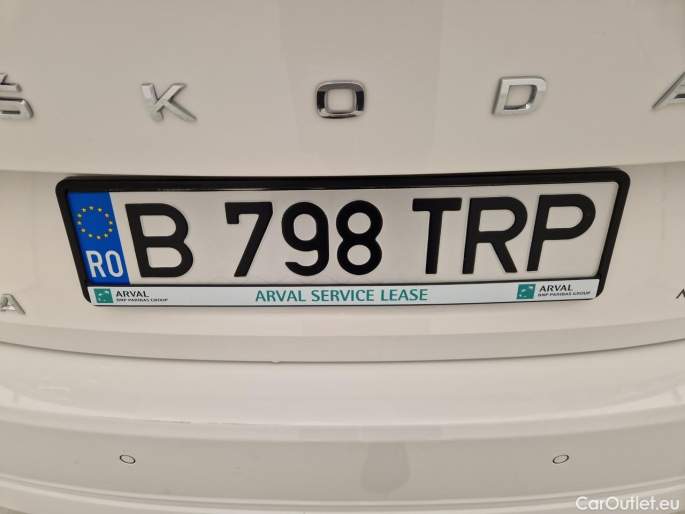 ŠKODA
RO B 798 TRP
ARVAL
BNP PARIBAS GROUP
ARVAL SERVICE LEASE
ARVAL
BNP PARIBAS GROUP
A
CarOutlet.eu